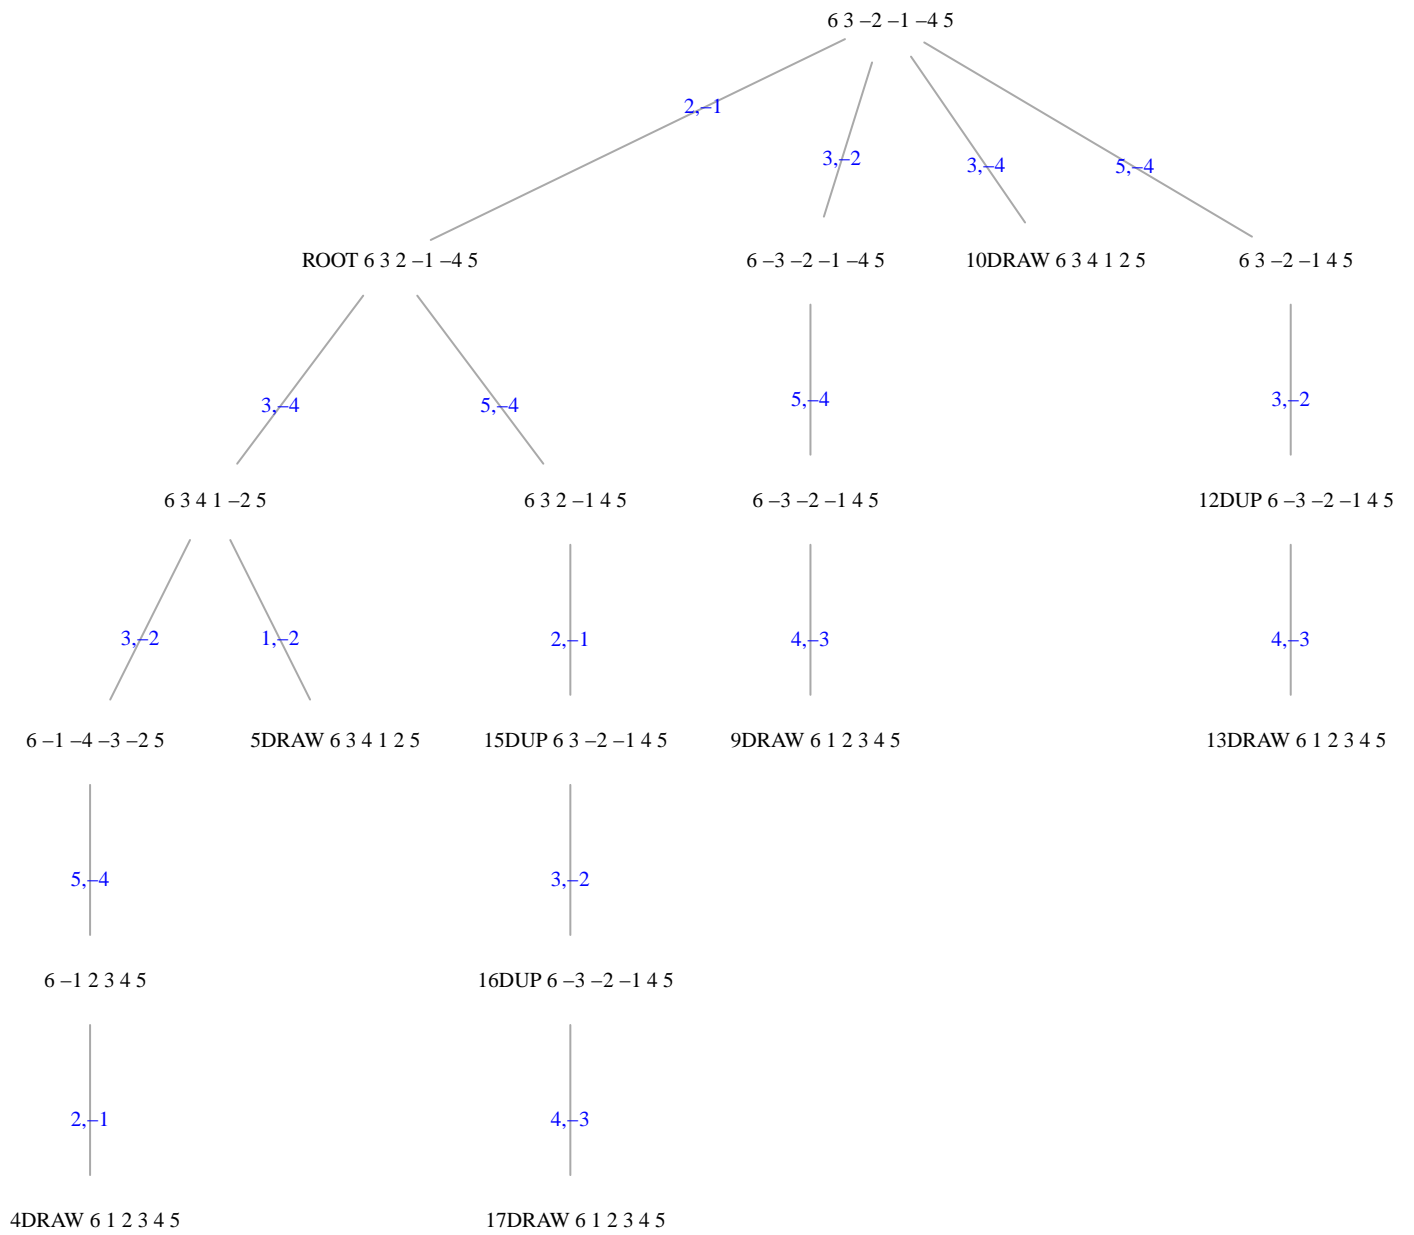 6 3 –2 –1 –4 5
2,–1
3,–2
3,–4
5,–4
ROOT 6 3 2 –1 –4 5
6 –3 –2 –1 –4 5
10DRAW 6 3 4 1 2 5
6 3 –2 –1 4 5
3,–4
5,–4
5,–4
3,–2
6 3 4 1 –2 5
6 3 2 –1 4 5
6 –3 –2 –1 4 5
12DUP 6 –3 –2 –1 4 5
3,–2
1,–2
2,–1
4,–3
4,–3
6 –1 –4 –3 –2 5
5DRAW 6 3 4 1 2 5
15DUP 6 3 –2 –1 4 5
9DRAW 6 1 2 3 4 5
13DRAW 6 1 2 3 4 5
5,–4
3,–2
6 –1 2 3 4 5
16DUP 6 –3 –2 –1 4 5
2,–1
4,–3
4DRAW 6 1 2 3 4 5
17DRAW 6 1 2 3 4 5